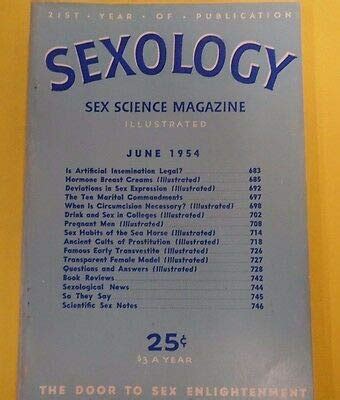 21ST • YEAR • OF • PUBLICATION
SEXOLOGY
SEX SCIENCE MAGAZINE
ILLUSTRATED
JUNE 1954
Is Artificial Insemination Legal? 683
Hormone Breast Creams (Illustrated) 685
Deviations in Sex Expression (Illustrated) 692
The Ten Marital Commandments 697
When Is Circumcision Necessary? (Illustrated) 698
Drink and Sex in Colleges (Illustrated) 702
Pregnant Men (Illustrated) 708
Sex Habits of the Sea Horse (Illustrated) 714
Ancient Cults of Prostitution (Illustrated) 718
Famous Early Transvestite (Illustrated) 726
Transparent Female Model (Illustrated) 727
Questions and Answers (Illustrated) 728
Book Reviews 742
Sexological News 744
So They Say 745
Scientific Sex Notes 746
25¢
$3 A YEAR
THE DOOR TO SEX ENLIGHTENMENT